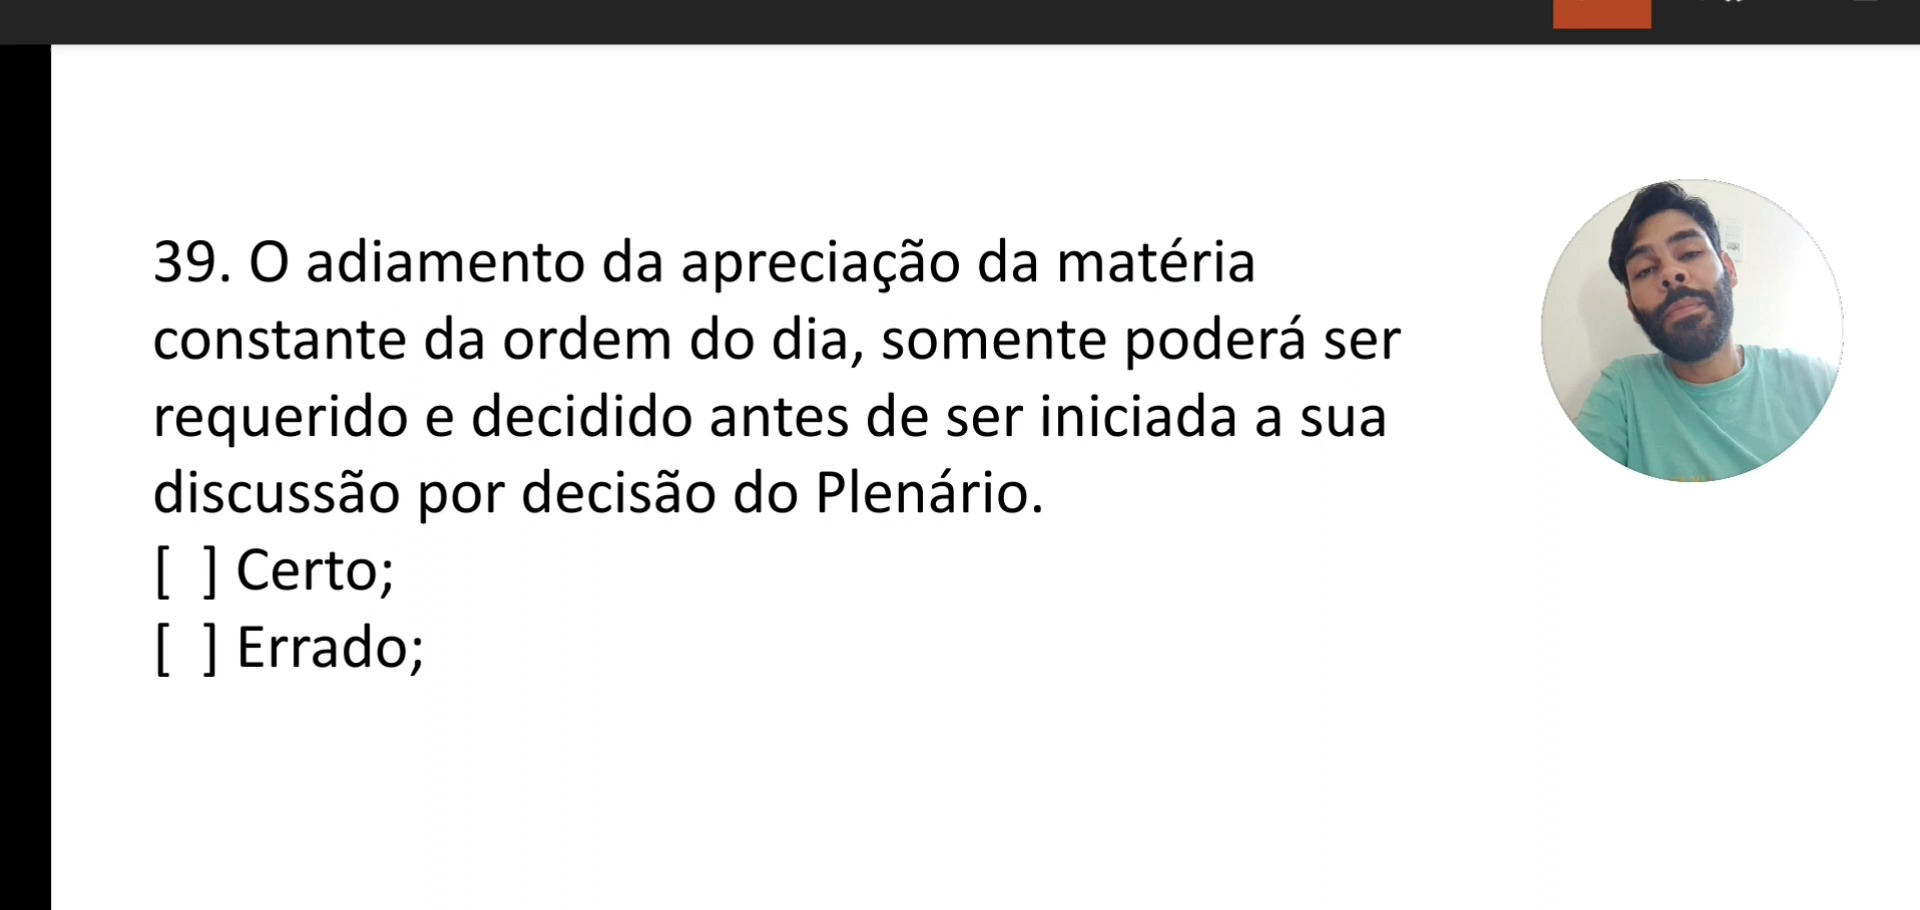 39. O adiamento da apreciação da matéria
constante da ordem do dia, somente poderá ser
requerido e decidido antes de ser iniciada a sua
discussão por decisão do Plenário.
[  ] Certo;
[  ] Errado;